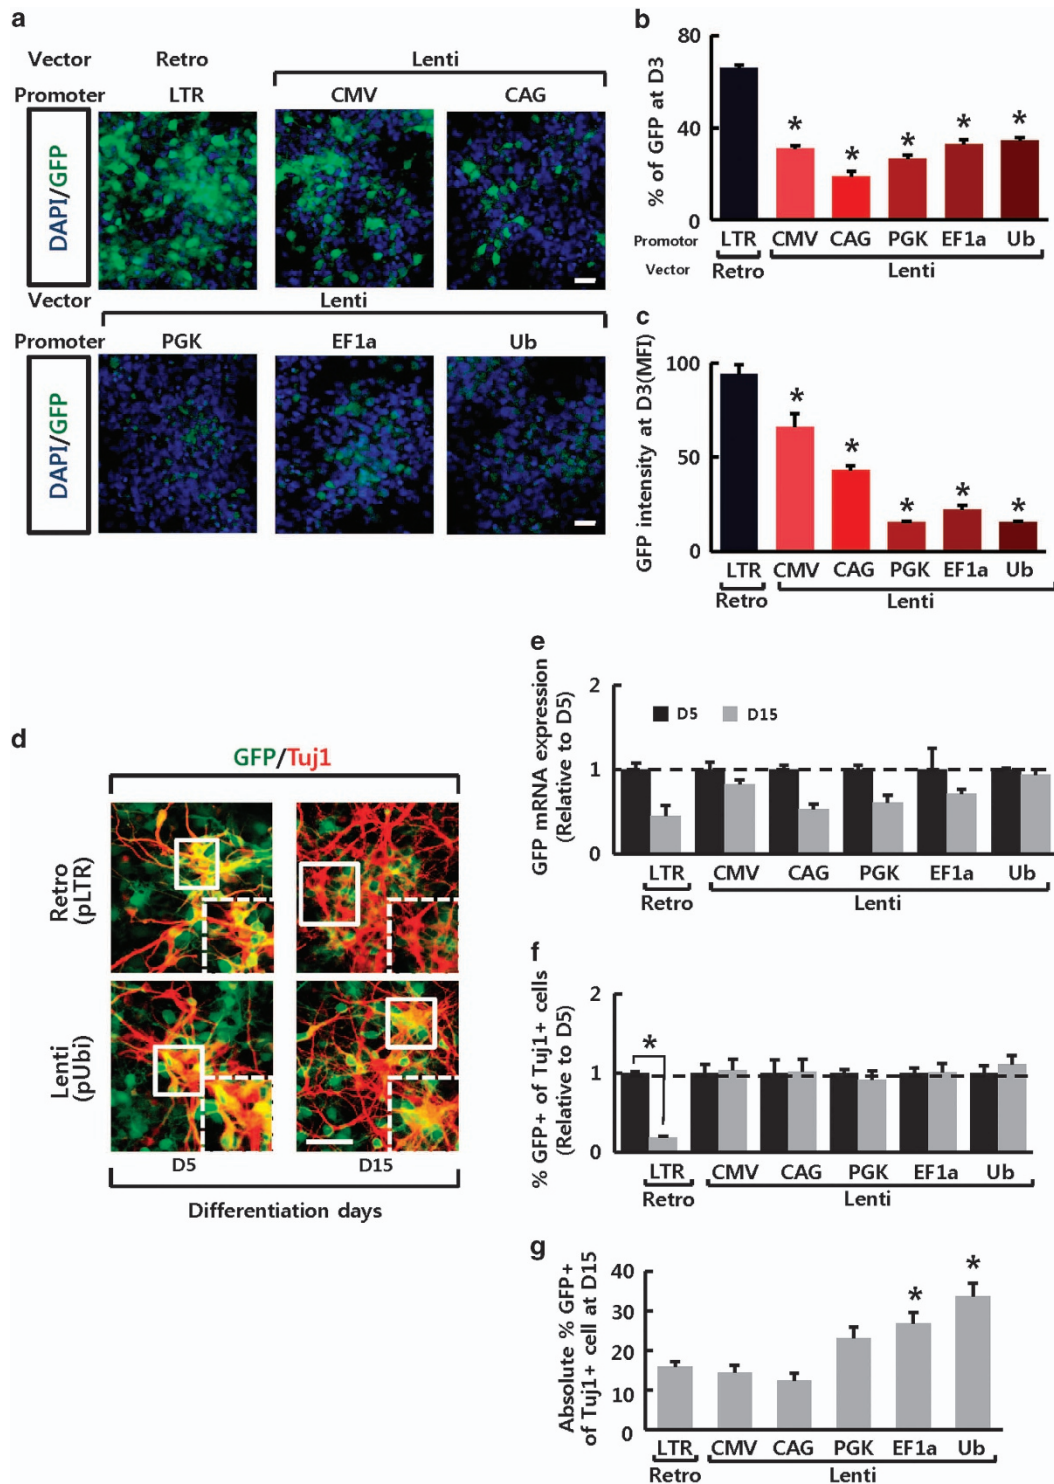 a
Vector Retro Lenti
Promoter LTR CMV CAG
DAPI/GFP
Vector Lenti
Promoter PGK EF1a Ub
DAPI/GFP
b
% of GFP at D3
80
40
0
* * * * *
Promotor LTR CMV CAG PGK EF1a Ub
Vector Retro Lenti
c
GFP intensity at D3(MFI)
100
50
0
* * * * *
LTR CMV CAG PGK EF1a Ub
Retro Lenti
d
GFP/Tuj1
Retro
(pLTR)
Lenti
(pUbi)
D5 D15
Differentiation days
e
GFP mRNA expression
(Relative to D5)
2
1
0
D5 D15
LTR CMV CAG PGK EF1a Ub
Retro Lenti
f
% GFP+ of Tuj1+ cells
(Relative to D5)
2
1
0
*
LTR CMV CAG PGK EF1a Ub
Retro Lenti
g
Absolute % GFP+
of Tuj1+ cell at D15
40
30
20
10
0
* *
LTR CMV CAG PGK EF1a Ub
Retro Lenti